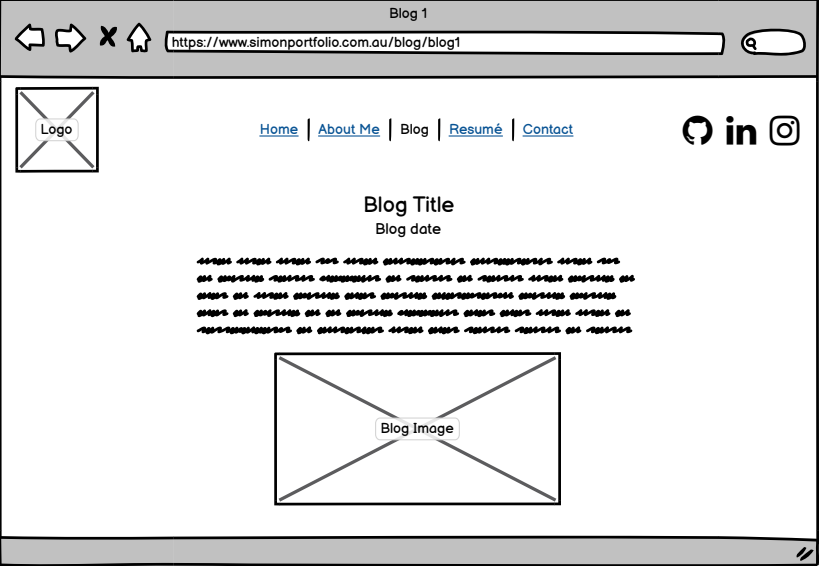 Blog 1
https://www.simonportfolio.com.au/blog/blog1
Logo
Home | About Me | Blog | Resumé | Contact
in
Blog Title
Blog date
Blog Image